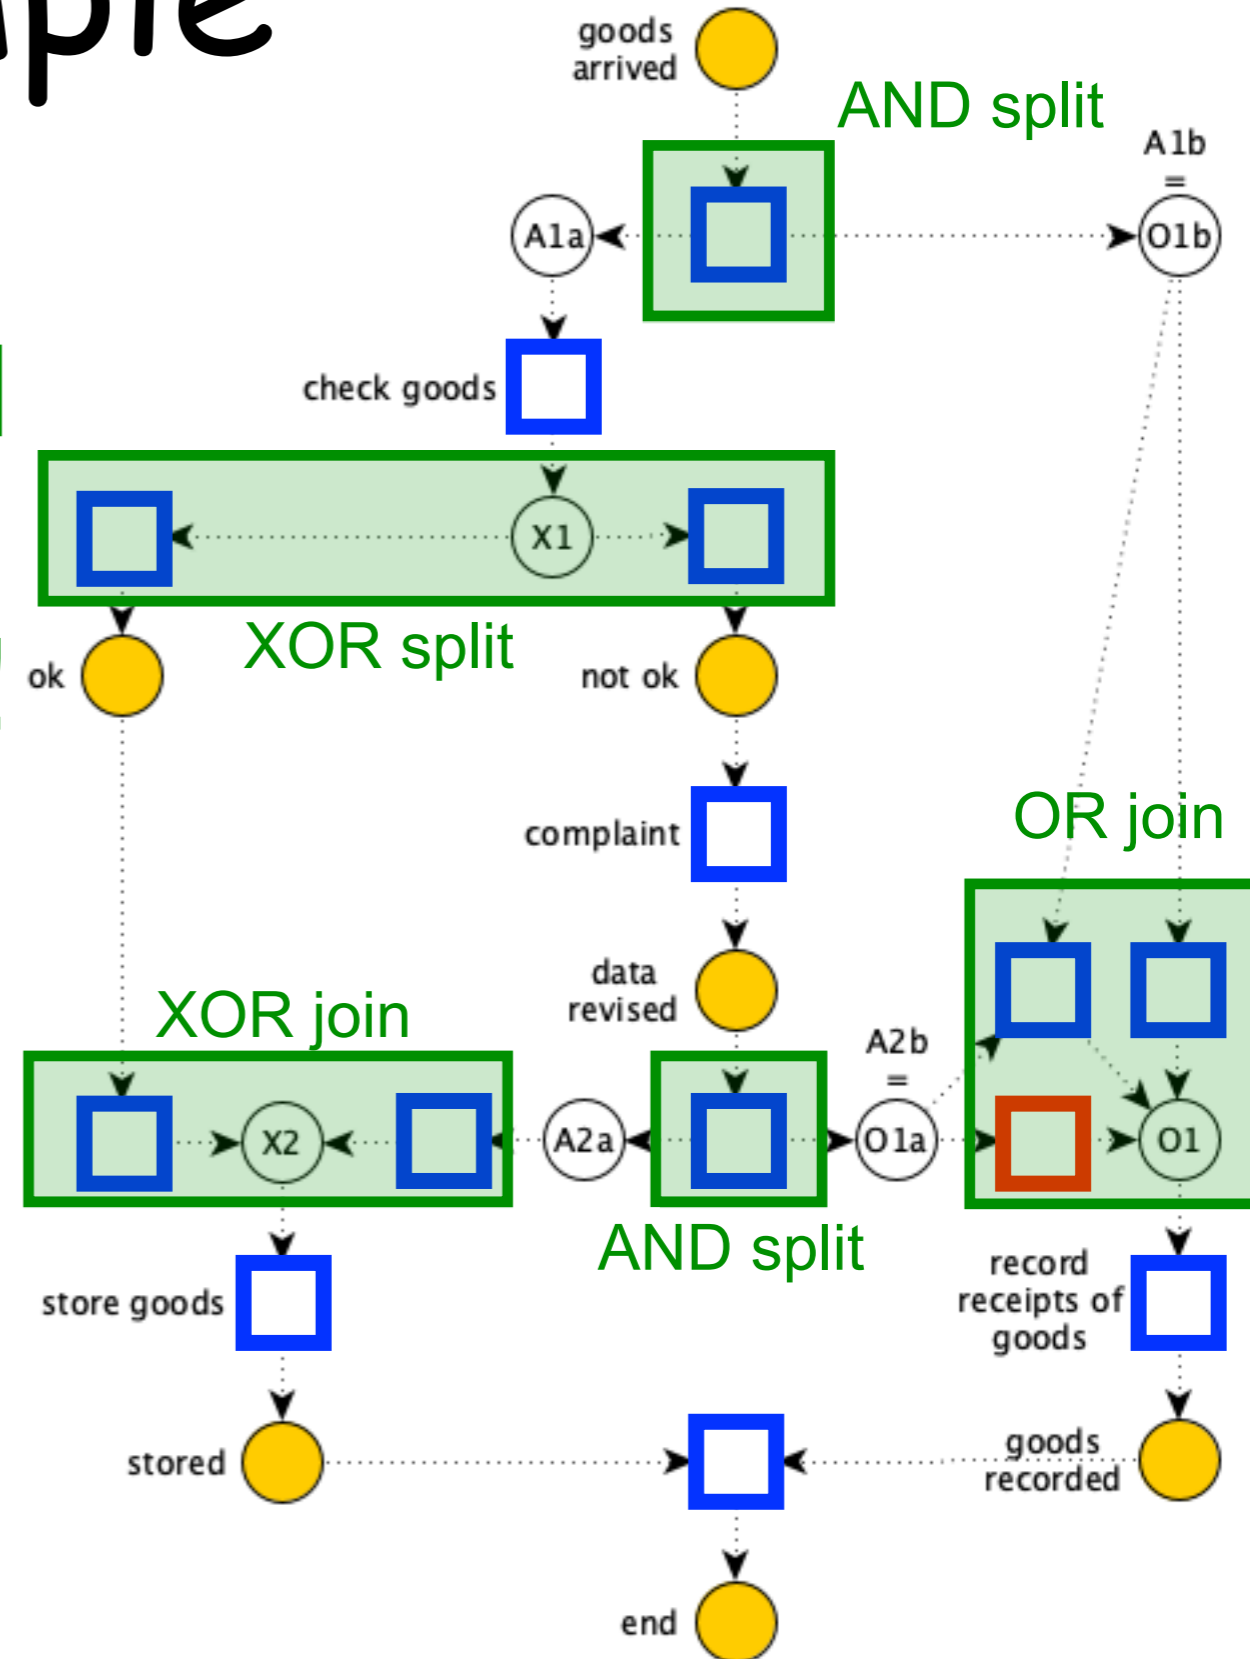 goods
arrived
AND split
A1b
=
A1a
O1b
check goods
X1
XOR split
ok
not ok
complaint
OR join
data
revised
XOR join
A2b
=
X2
A2a
O1a
O1
AND split
store goods
record
receipts of
goods
stored
goods
recorded
end